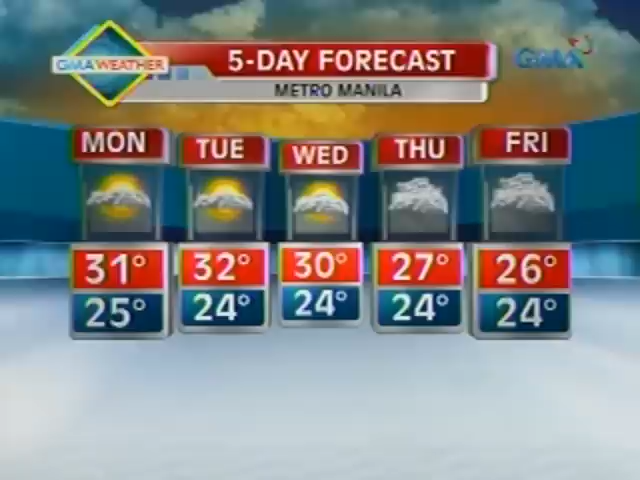 GMA WEATHER
5-DAY FORECAST
GMA
METRO MANILA
MON TUE WED THU FRI
31° 32° 30° 27° 26°
25° 24° 24° 24° 24°